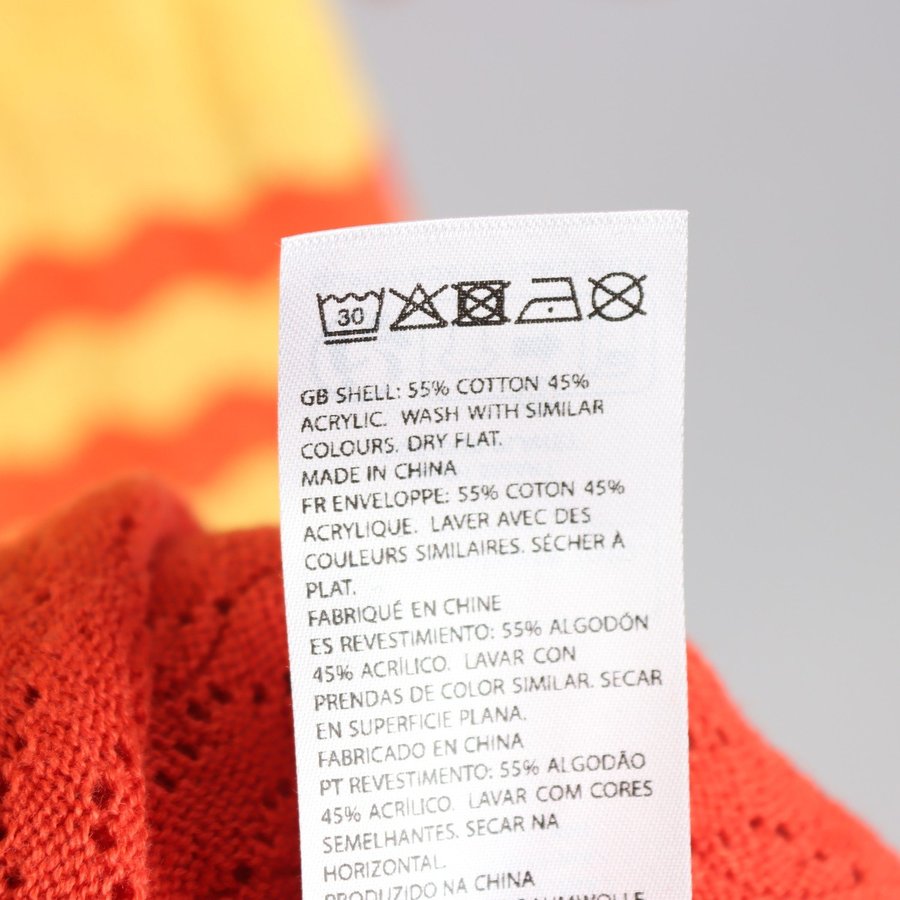 30
GB SHELL: 55% COTTON 45%
ACRYLIC. WASH WITH SIMILAR
COLOURS. DRY FLAT.
MADE IN CHINA
FR ENVELOPPE: 55% COTON 45%
ACRYLIQUE. LAVER AVEC DES
COULEURS SIMILAIRES. SÉCHER À
PLAT.
FABRIQUÉ EN CHINE
ES REVESTIMIENTO: 55% ALGODÓN
45% ACRÍLICO. LAVAR CON
PRENDAS DE COLOR SIMILAR. SECAR
EN SUPERFICIE PLANA.
FABRICADO EN CHINA
PT REVESTIMENTO: 55% ALGODÃO
45% ACRÍLICO. LAVAR COM CORES
SEMELHANTES. SECAR NA
HORIZONTAL.
PRODUZIDO NA CHINA
BAUMWOLLE